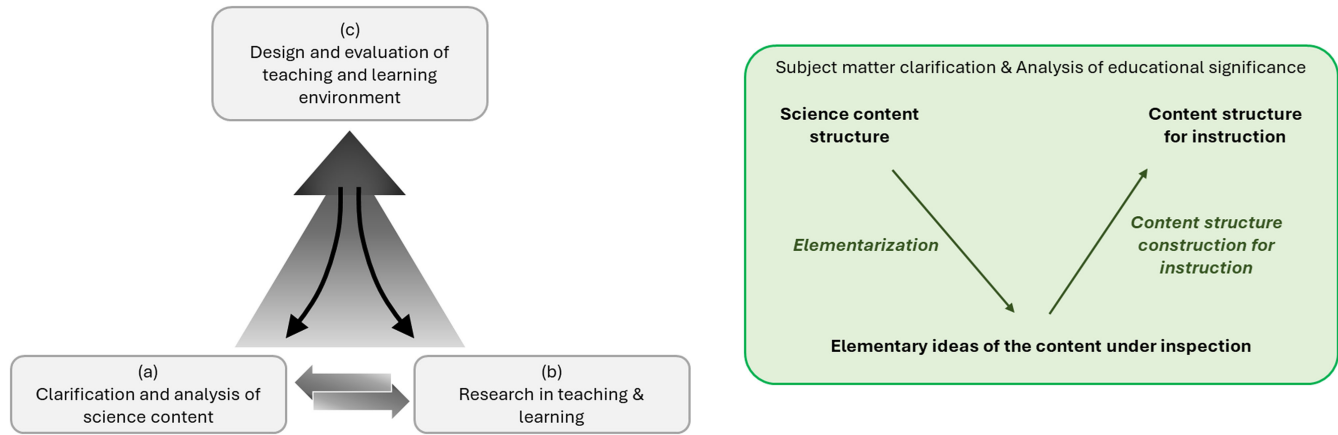 (c)
Design and evaluation of
teaching and learning
environment
(a)
Clarification and analysis of
science content
(b)
Research in teaching &
learning
Subject matter clarification & Analysis of educational significance
Science content
structure
Content structure
for instruction
Elementarization
Content structure
construction for
instruction
Elementary ideas of the content under inspection